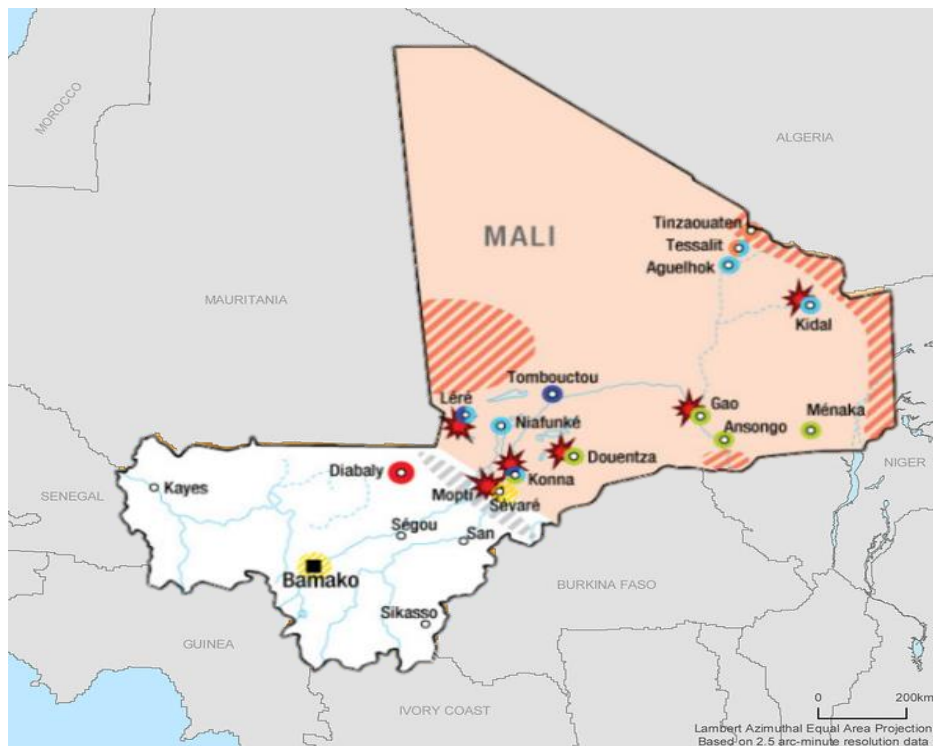 MOROCCO
ALGERIA
Tinzaouaten
MALI
Tessalit
Aguelhok
MAURITANIA
Kidal
Tombouctou
Léré
Gao
Ménaka
Niafunké
Ansongo
Douentza
NIGER
Diabaly
Konna
Kayes
Mopti
Sévaré
SENEGAL
Ségou
San
Bamako
BURKINA FASO
Sikasso
GUINEA
0 200km
IVORY COAST
Lambert Azimuthal Equal Area Projection
Based on 2.5 arc-minute resolution data